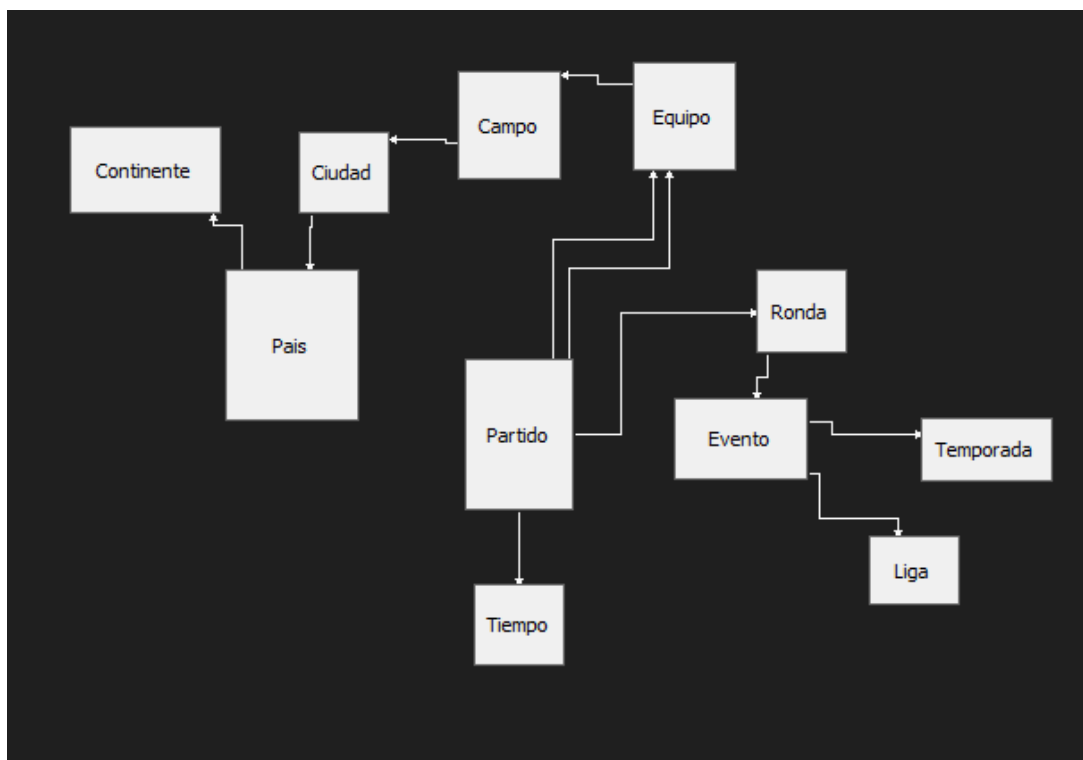 Equipo
Campo
Continente
Ciudad
Ronda
Pais
Partido
Evento
Temporada
Liga
Tiempo